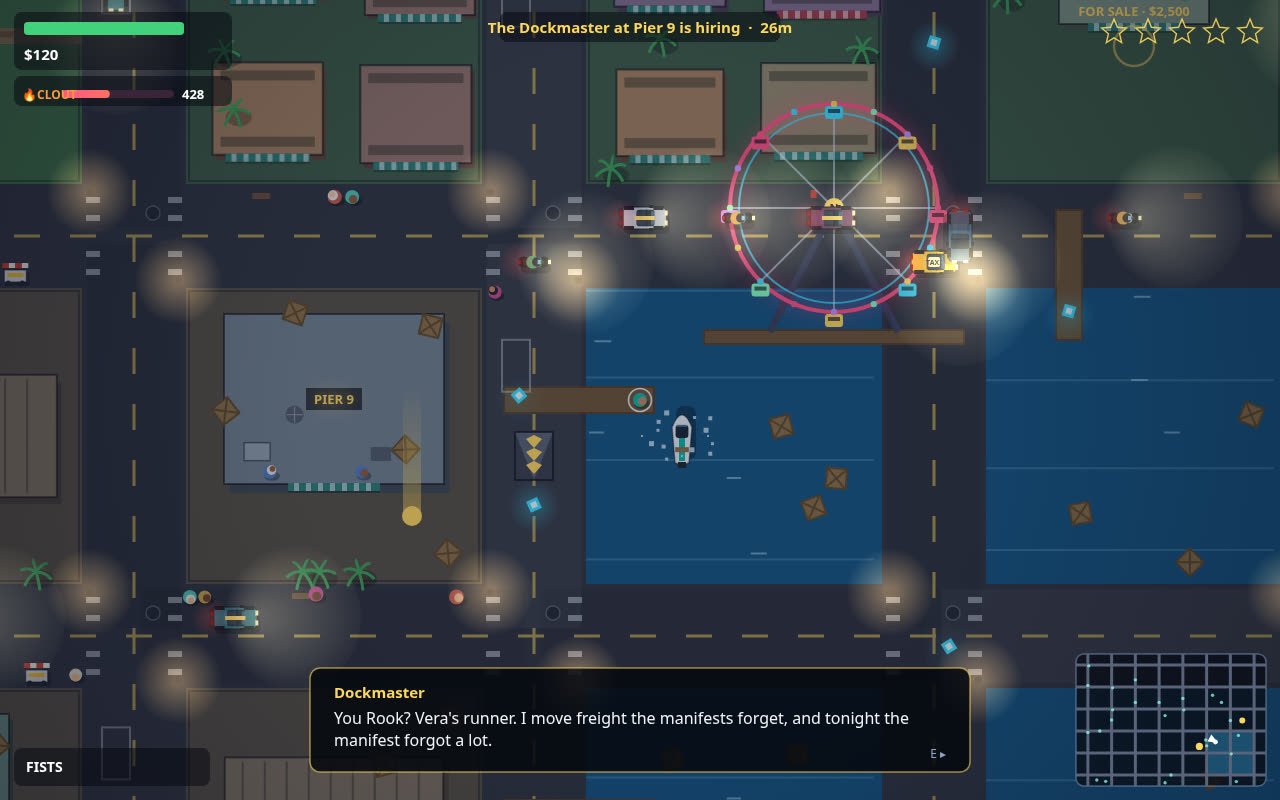 The Dockmaster at Pier 9 is hiring · 26m
FOR SALE · $2,500
$120
🔥CLOUT
428
TAXI
PIER 9
Dockmaster
You Rook? Vera's runner. I move freight the manifests forget, and tonight the
manifest forgot a lot.
E ▸
FISTS